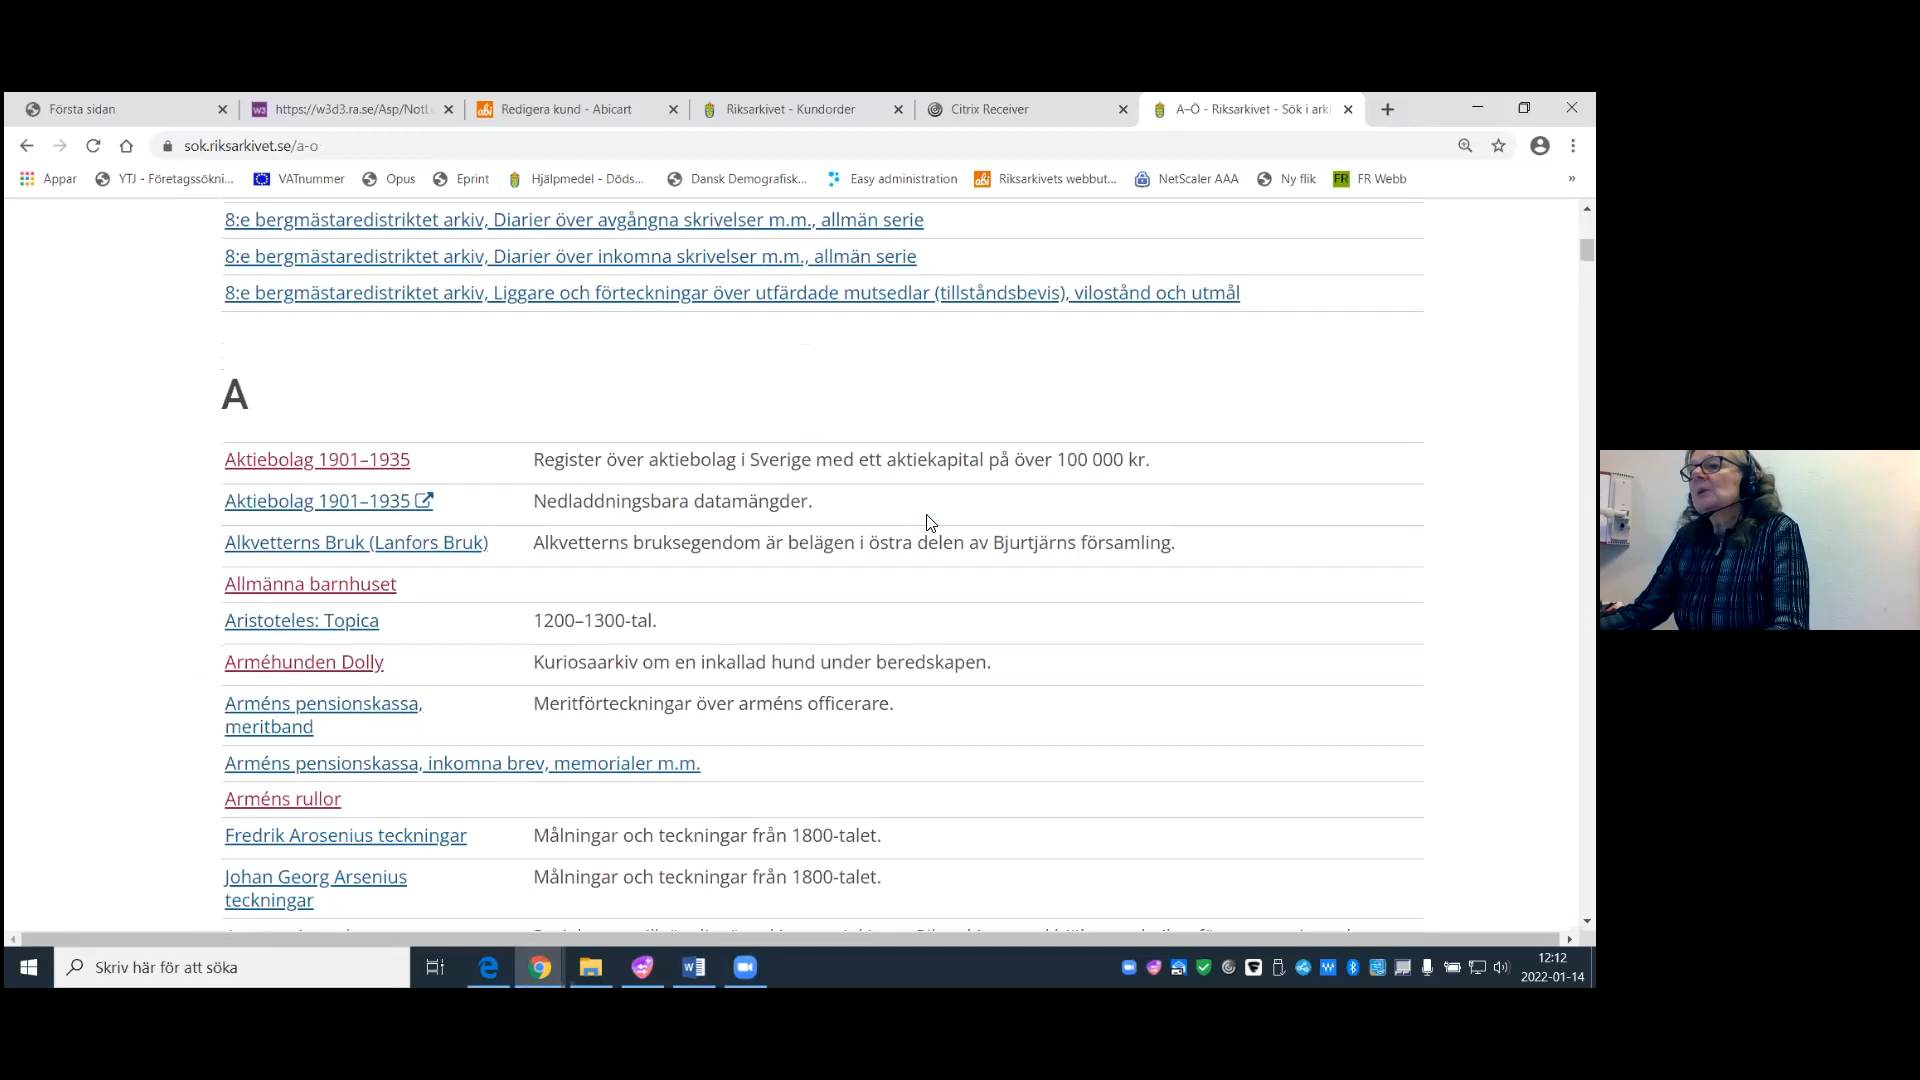 Första sidan
https://w3d3.ra.se/Asp/NotL
Redigera kund - Abicart
Riksarkivet - Kundorder
Citrix Receiver
A–Ö - Riksarkivet - Sök i arki
sok.riksarkivet.se/a-o
Appar
YTJ - Företagssökni...
VATnummer
Opus
Eprint
Hjälpmedel - Döds...
Dansk Demografisk...
Easy administration
Riksarkivets webbut...
NetScaler AAA
Ny flik
FR Webb
8:e bergmästaredistriktet arkiv, Diarier över avgångna skrivelser m.m., allmän serie
8:e bergmästaredistriktet arkiv, Diarier över inkomna skrivelser m.m., allmän serie
8:e bergmästaredistriktet arkiv, Liggare och förteckningar över utfärdade mutsedlar (tillståndsbevis), vilostånd och utmål
A
Aktiebolag 1901–1935 Register över aktiebolag i Sverige med ett aktiekapital på över 100 000 kr.
Aktiebolag 1901–1935 Nedladdningsbara datamängder.
Alkvetterns Bruk (Lanfors Bruk) Alkvetterns bruksegendom är belägen i östra delen av Bjurtjärns församling.
Allmänna barnhuset
Aristoteles: Topica 1200–1300-tal.
Arméhunden Dolly Kuriosaarkiv om en inkallad hund under beredskapen.
Arméns pensionskassa, Meritförteckningar över arméns officerare.
meritband
Arméns pensionskassa, inkomna brev, memorialer m.m.
Arméns rullor
Fredrik Arosenius teckningar Målningar och teckningar från 1800-talet.
Johan Georg Arsenius Målningar och teckningar från 1800-talet.
teckningar
Skriv här för att söka
12:12
2022-01-14